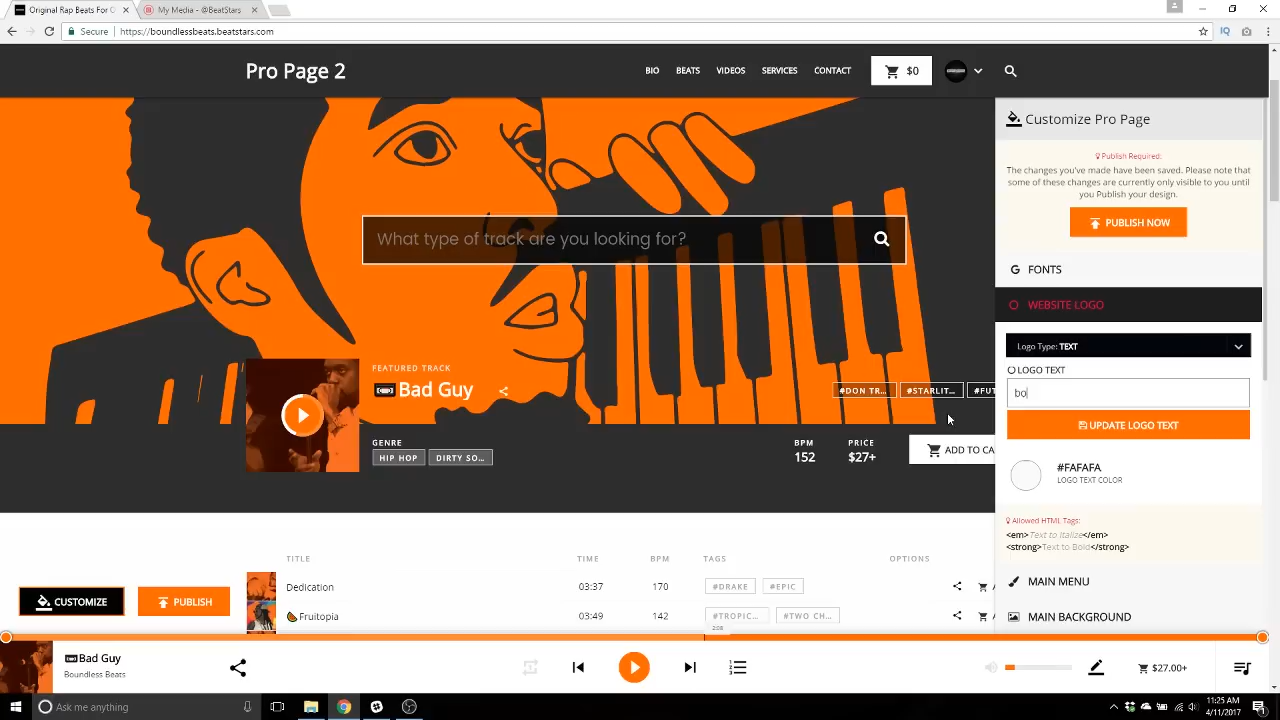 Original Rap Beats For C
My Media - @BeatStars
Secure
https://boundlessbeats.beatstars.com
Pro Page 2
BIO
BEATS
VIDEOS
SERVICES
CONTACT
$0
What type of track are you looking for?
FEATURED TRACK
Bad Guy
#DON TR...
#STARLIT...
#FUT
GENRE
HIP HOP
DIRTY SO...
BPM
152
PRICE
$27+
ADD TO CA
TITLE
TIME
BPM
TAGS
OPTIONS
Dedication
03:37
170
#DRAKE
#EPIC
Fruitopia
03:49
142
#TROPIC...
#TWO CH...
CUSTOMIZE
PUBLISH
Customize Pro Page
Publish Required:
The changes you've made have been saved. Please note that
some of these changes are currently only visible to you until
you Publish your design.
PUBLISH NOW
FONTS
WEBSITE LOGO
Logo Type: TEXT
LOGO TEXT
bo
UPDATE LOGO TEXT
#FAFAFA
LOGO TEXT COLOR
Allowed HTML Tags:
<em>Text to Italize</em>
<strong>Text to Bold</strong>
MAIN MENU
MAIN BACKGROUND
2:08
Bad Guy
Boundless Beats
$27.00+
Ask me anything
11:25 AM
4/11/2017